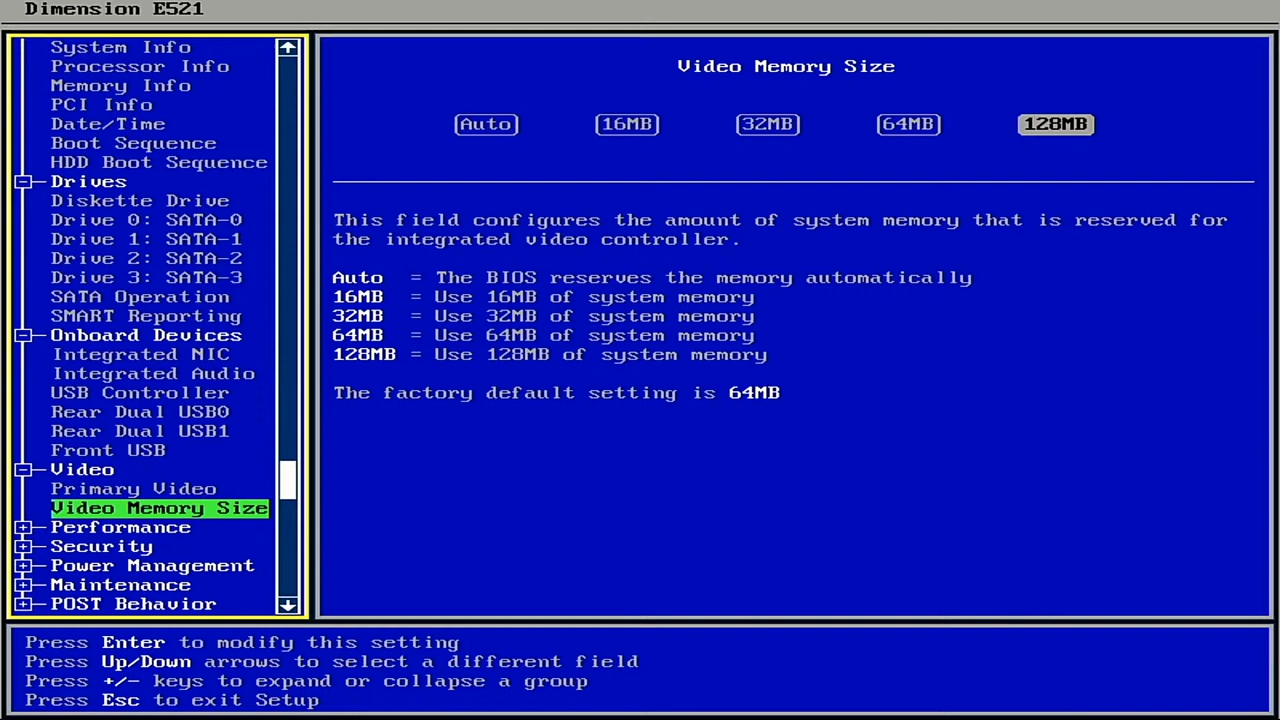 Dimension E521
System Info
Processor Info
Memory Info
PCI Info
Date/Time
Boot Sequence
HDD Boot Sequence
Drives
Diskette Drive
Drive 0: SATA-0
Drive 1: SATA-1
Drive 2: SATA-2
Drive 3: SATA-3
SATA Operation
SMART Reporting
Onboard Devices
Integrated NIC
Integrated Audio
USB Controller
Rear Dual USB0
Rear Dual USB1
Front USB
Video
Primary Video
Video Memory Size
Performance
Security
Power Management
Maintenance
POST Behavior
Video Memory Size
Auto 16MB 32MB 64MB 128MB
This field configures the amount of system memory that is reserved for
the integrated video controller.
Auto = The BIOS reserves the memory automatically
16MB = Use 16MB of system memory
32MB = Use 32MB of system memory
64MB = Use 64MB of system memory
128MB = Use 128MB of system memory
The factory default setting is 64MB
Press Enter to modify this setting
Press Up/Down arrows to select a different field
Press +/- keys to expand or collapse a group
Press Esc to exit Setup